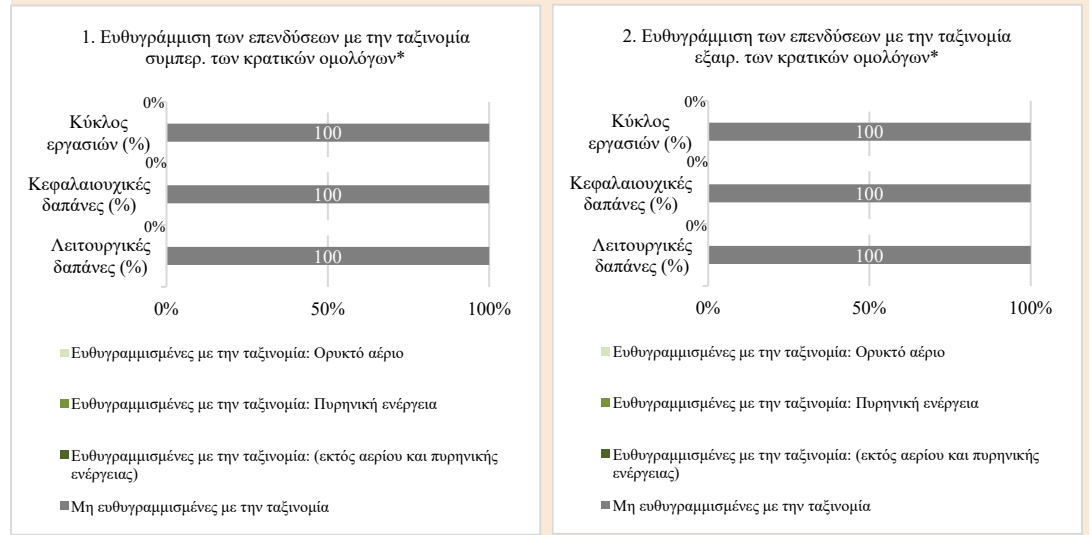 1. Ευθυγράμμιση των επενδύσεων με την ταξινομία
συμπερ. των κρατικών ομολόγων*
0%
Κύκλος
εργασιών (%)
100
0%
Κεφαλαιουχικές
δαπάνες (%)
100
0%
Λειτουργικές
δαπάνες (%)
100
0% 50% 100%
Ευθυγραμμισμένες με την ταξινομία: Ορυκτό αέριο
Ευθυγραμμισμένες με την ταξινομία: Πυρηνική ενέργεια
Ευθυγραμμισμένες με την ταξινομία: (εκτός αερίου και πυρηνικής
ενέργειας)
Μη ευθυγραμμισμένες με την ταξινομία
2. Ευθυγράμμιση των επενδύσεων με την ταξινομία
εξαιρ. των κρατικών ομολόγων*
0%
Κύκλος
εργασιών (%)
100
0%
Κεφαλαιουχικές
δαπάνες (%)
100
0%
Λειτουργικές
δαπάνες (%)
100
0% 50% 100%
Ευθυγραμμισμένες με την ταξινομία: Ορυκτό αέριο
Ευθυγραμμισμένες με την ταξινομία: Πυρηνική ενέργεια
Ευθυγραμμισμένες με την ταξινομία: (εκτός αερίου και πυρηνικής
ενέργειας)
Μη ευθυγραμμισμένες με την ταξινομία